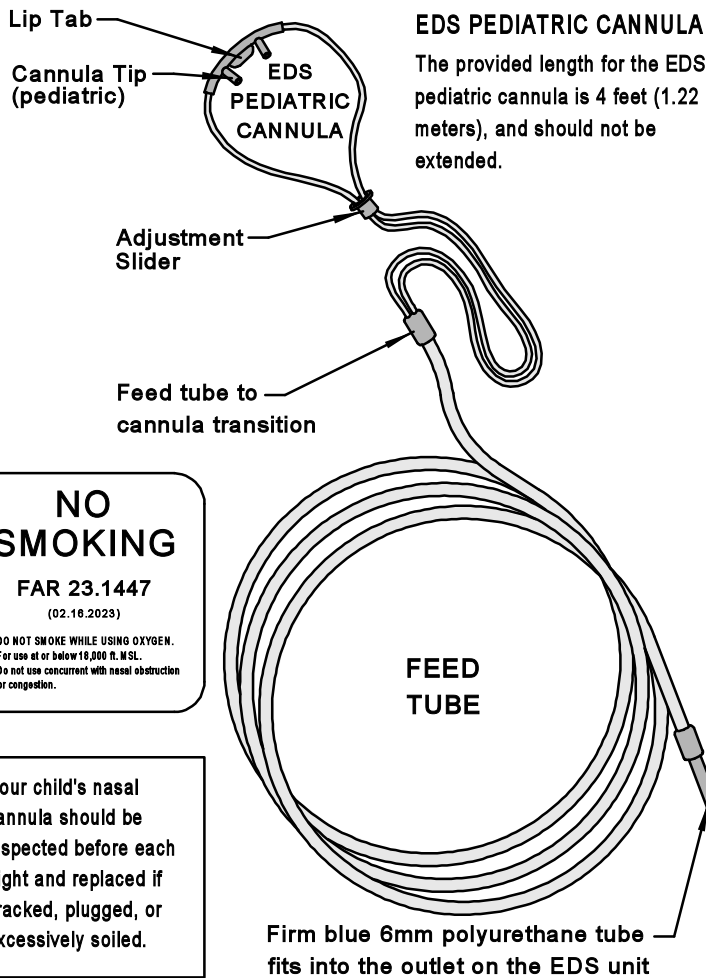 Lip Tab
Cannula Tip
(pediatric)
EDS
PEDIATRIC
CANNULA
EDS PEDIATRIC CANNULA
The provided length for the EDS
pediatric cannula is 4 feet (1.22
meters), and should not be
extended.
Adjustment
Slider
Feed tube to
cannula transition
NO
SMOKING
FAR 23.1447
(02.16.2023)
DO NOT SMOKE WHILE USING OXYGEN.
For use at or below 18,000 ft. MSL.
Do not use concurrent with nasal obstruction
or congestion.
FEED
TUBE
our child's nasal
annula should be
spected before each
ight and replaced if
racked, plugged, or
xcessively soiled.
Firm blue 6mm polyurethane tube
fits into the outlet on the EDS unit